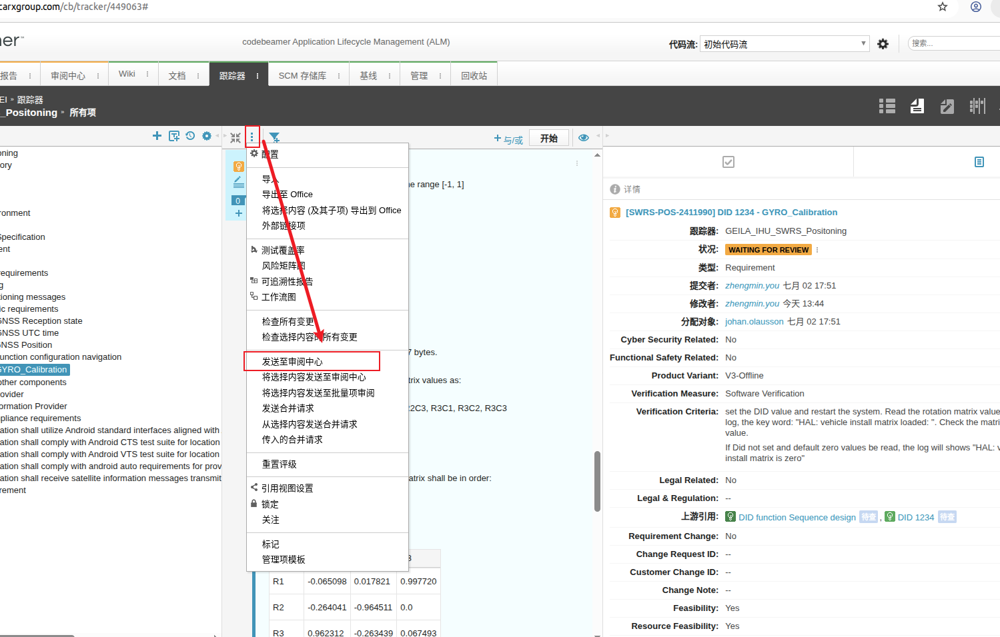 carxgroup.com/cb/tracker/449063#
ner™
codebeamer Application Lifecycle Management (ALM)
代码流: 初始代码流
搜索...
报告
审阅中心
Wiki
文档
跟踪器
SCM 存储库
基线
管理
回收站
EI » 跟踪器
_Positoning » 所有项
与/或
开始
oning
ory
ronment
Specification
ent
requirements
g
tioning messages
ic requirements
GNSS Reception state
GNSS UTC time
GNSS Position
unction configuration navigation
GYRO_Calibration
other components
ovider
ormation Provider
npliance requirements
ation shall utilize Android standard interfaces aligned with
ation shall comply with Android CTS test suite for location
ation shall comply with Android VTS test suite for location
ation shall comply with android auto requirements for prov
ation shall receive satellite information messages transmit
rement
0
配置
导入
导出至 Office
将选择内容 (及其子项) 导出到 Office
外部链接项
测试覆盖率
风险矩阵图
可追溯性报告
工作流图
检查所有变更
检查选择内容的所有变更
发送至审阅中心
将选择内容发送至审阅中心
将选择内容发送至批量项审阅
发送合并请求
从选择内容发送合并请求
传入的合并请求
重置评级
引用视图设置
锁定
关注
标记
管理项模板
ne range [-1, 1]
7 bytes.
trix values as:
R2C3, R3C1, R3C2, R3C3
atrix shall be in order:
3
R1 -0.065098 0.017821 0.997720
R2 -0.264041 -0.964511 0.0
R3 0.962312 -0.263439 0.067493
详情
[SWRS-POS-2411990] DID 1234 - GYRO_Calibration
跟踪器: GEILA_IHU_SWRS_Positoning
状况: WAITING FOR REVIEW
类型: Requirement
提交者: zhengmin.you 七月 02 17:51
修改者: zhengmin.you 今天 13:44
分配对象: johan.olausson 七月 02 17:51
Cyber Security Related: No
Functional Safety Related: No
Product Variant: V3-Offline
Verification Measure: Software Verification
Verification Criteria: set the DID value and restart the system. Read the rotation matrix value
log, the key word: "HAL: vehicle install matrix loaded: ". Check the matri
value.
If Did not set and default zero values be read, the log will shows "HAL: v
install matrix is zero"
Legal Related: No
Legal & Regulation: --
上游引用: DID function Sequence design 待查 , DID 1234 待查
Requirement Change: No
Change Request ID: --
Customer Change ID: --
Change Note: --
Feasibility: Yes
Resource Feasibility: Yes